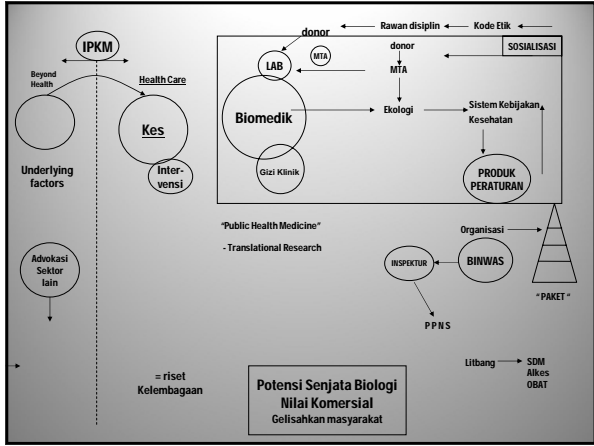 IPKM
Beyond
Health
Health Care
Kes
Inter-
vensi
Underlying
factors
Advokasi
Sektor
lain
donor
Rawan disiplin
Kode Etik
SOSIALISASI
LAB
MTA
donor
MTA
Biomedik
Ekologi
Sistem Kebijakan
Kesehatan
Gizi Klinik
PRODUK
PERATURAN
"Public Health Medicine"
- Translational Research
Organisasi
INSPEKTUR
BINWAS
"PAKET "
PPNS
Litbang
SDM
Alkes
OBAT
= riset
Kelembagaan
Potensi Senjata Biologi
Nilai Komersial
Gelisahkan masyarakat